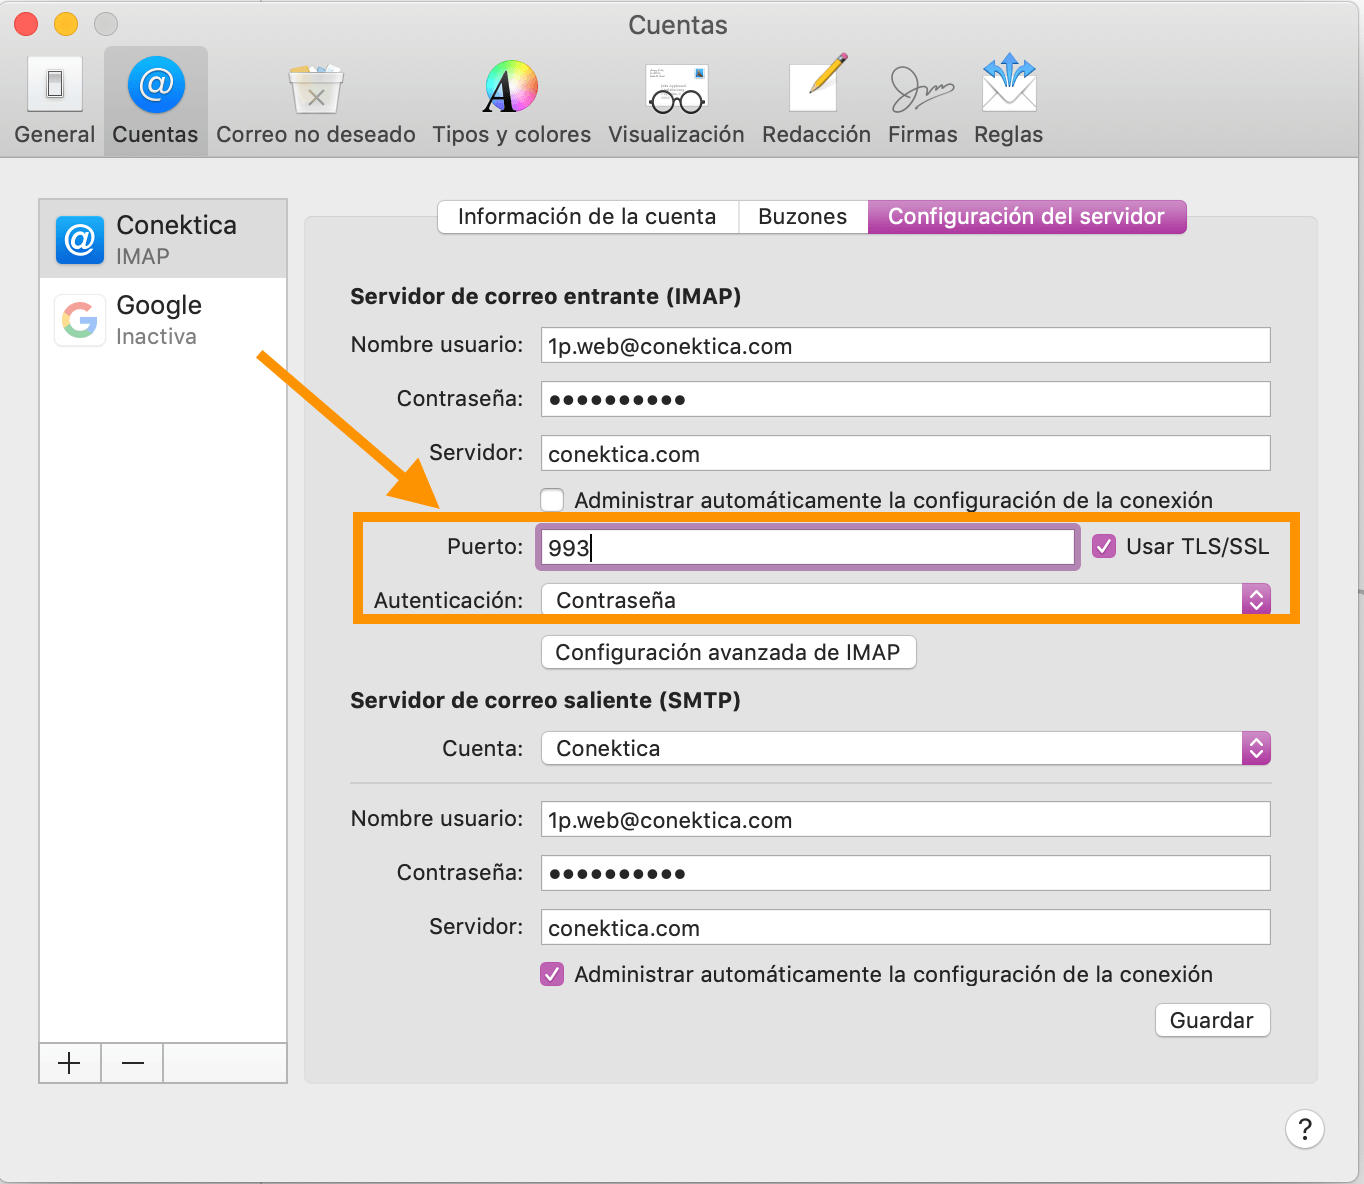 Cuentas
General
Cuentas
Correo no deseado
Tipos y colores
Visualización
Redacción
Firmas
Reglas
Conektica
IMAP
Google
Inactiva
Información de la cuenta
Buzones
Configuración del servidor
Servidor de correo entrante (IMAP)
Nombre usuario: 1p.web@conektica.com
Contraseña: ●●●●●●●●●●
Servidor: conektica.com
Administrar automáticamente la configuración de la conexión
Puerto: 993 Usar TLS/SSL
Autenticación: Contraseña
Configuración avanzada de IMAP
Servidor de correo saliente (SMTP)
Cuenta: Conektica
Nombre usuario: 1p.web@conektica.com
Contraseña: ●●●●●●●●●●
Servidor: conektica.com
Administrar automáticamente la configuración de la conexión
Guardar
?